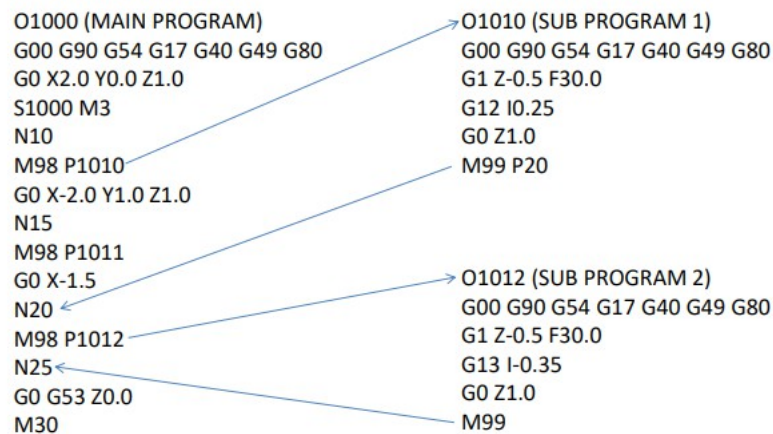 O1000 (MAIN PROGRAM)
G00 G90 G54 G17 G40 G49 G80
G0 X2.0 Y0.0 Z1.0
S1000 M3
N10
M98 P1010
G0 X-2.0 Y1.0 Z1.0
N15
M98 P1011
G0 X-1.5
N20
M98 P1012
N25
G0 G53 Z0.0
M30
O1010 (SUB PROGRAM 1)
G00 G90 G54 G17 G40 G49 G80
G1 Z-0.5 F30.0
G12 I0.25
G0 Z1.0
M99 P20
O1012 (SUB PROGRAM 2)
G00 G90 G54 G17 G40 G49 G80
G1 Z-0.5 F30.0
G13 I-0.35
G0 Z1.0
M99